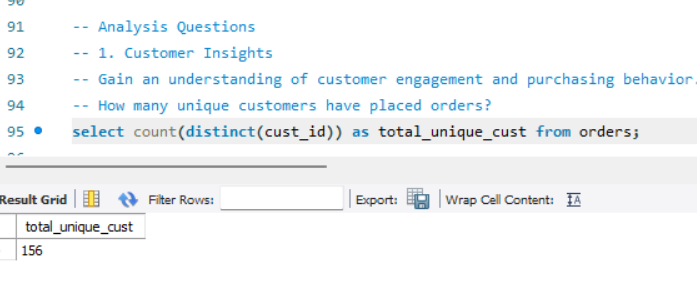 91 -- Analysis Questions
92 -- 1. Customer Insights
93 -- Gain an understanding of customer engagement and purchasing behavior.
94 -- How many unique customers have placed orders?
95 select count(distinct(cust_id)) as total_unique_cust from orders;
Result Grid Filter Rows: Export: Wrap Cell Content: IA
total_unique_cust
156